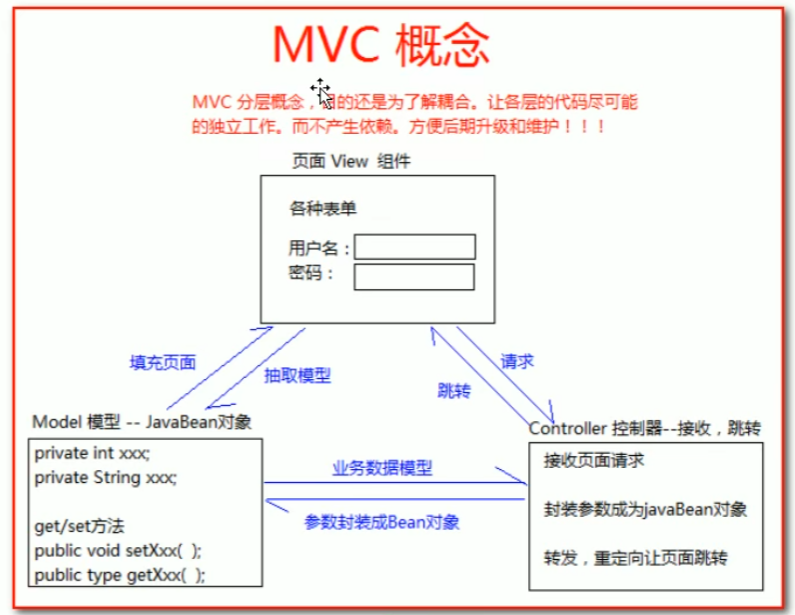 MVC 概念
MVC 分层概念，目的还是为了解耦合。让各层的代码尽可能
的独立工作。而不产生依赖。方便后期升级和维护！！！
页面 View 组件
各种表单
用户名：
密码：
填充页面
抽取模型
请求
跳转
Model 模型 -- JavaBean对象
private int xxx;
private String xxx;
get/set方法
public void setXxx( );
public type getXxx( );
业务数据模型
参数封装成Bean对象
Controller 控制器--接收，跳转
接收页面请求
封装参数成为javaBean对象
转发，重定向让页面跳转